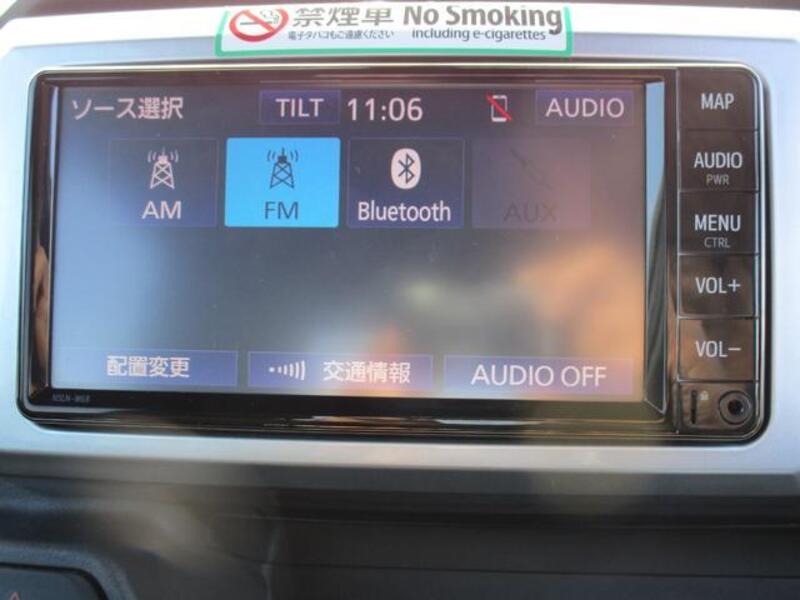 禁煙車 No Smoking
電子タバコもご遠慮ください including e-cigarettes
ソース選択 TILT 11:06 AUDIO
AM FM Bluetooth AUX
配置変更 交通情報 AUDIO OFF
NSLN-W68
MAP
AUDIO
PWR
MENU
CTRL
VOL+
VOL-